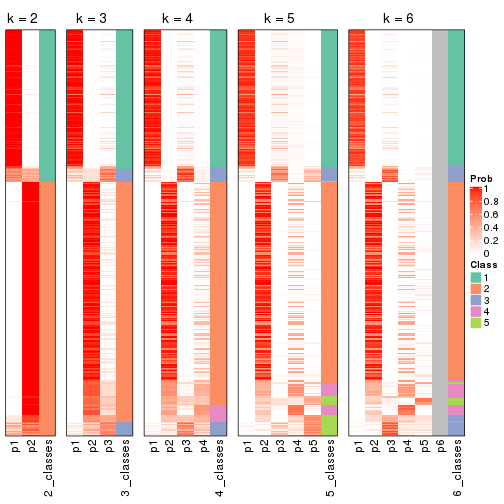 k = 2
k = 3
k = 4
k = 5
k = 6
Prob
1
0.8
0.6
0.4
0.2
0
Class
1
2
3
4
5
p1
p2
2_classes
p1
p2
p3
3_classes
p1
p2
p3
p4
4_classes
p1
p2
p3
p4
p5
5_classes
p1
p2
p3
p4
p5
p6
6_classes